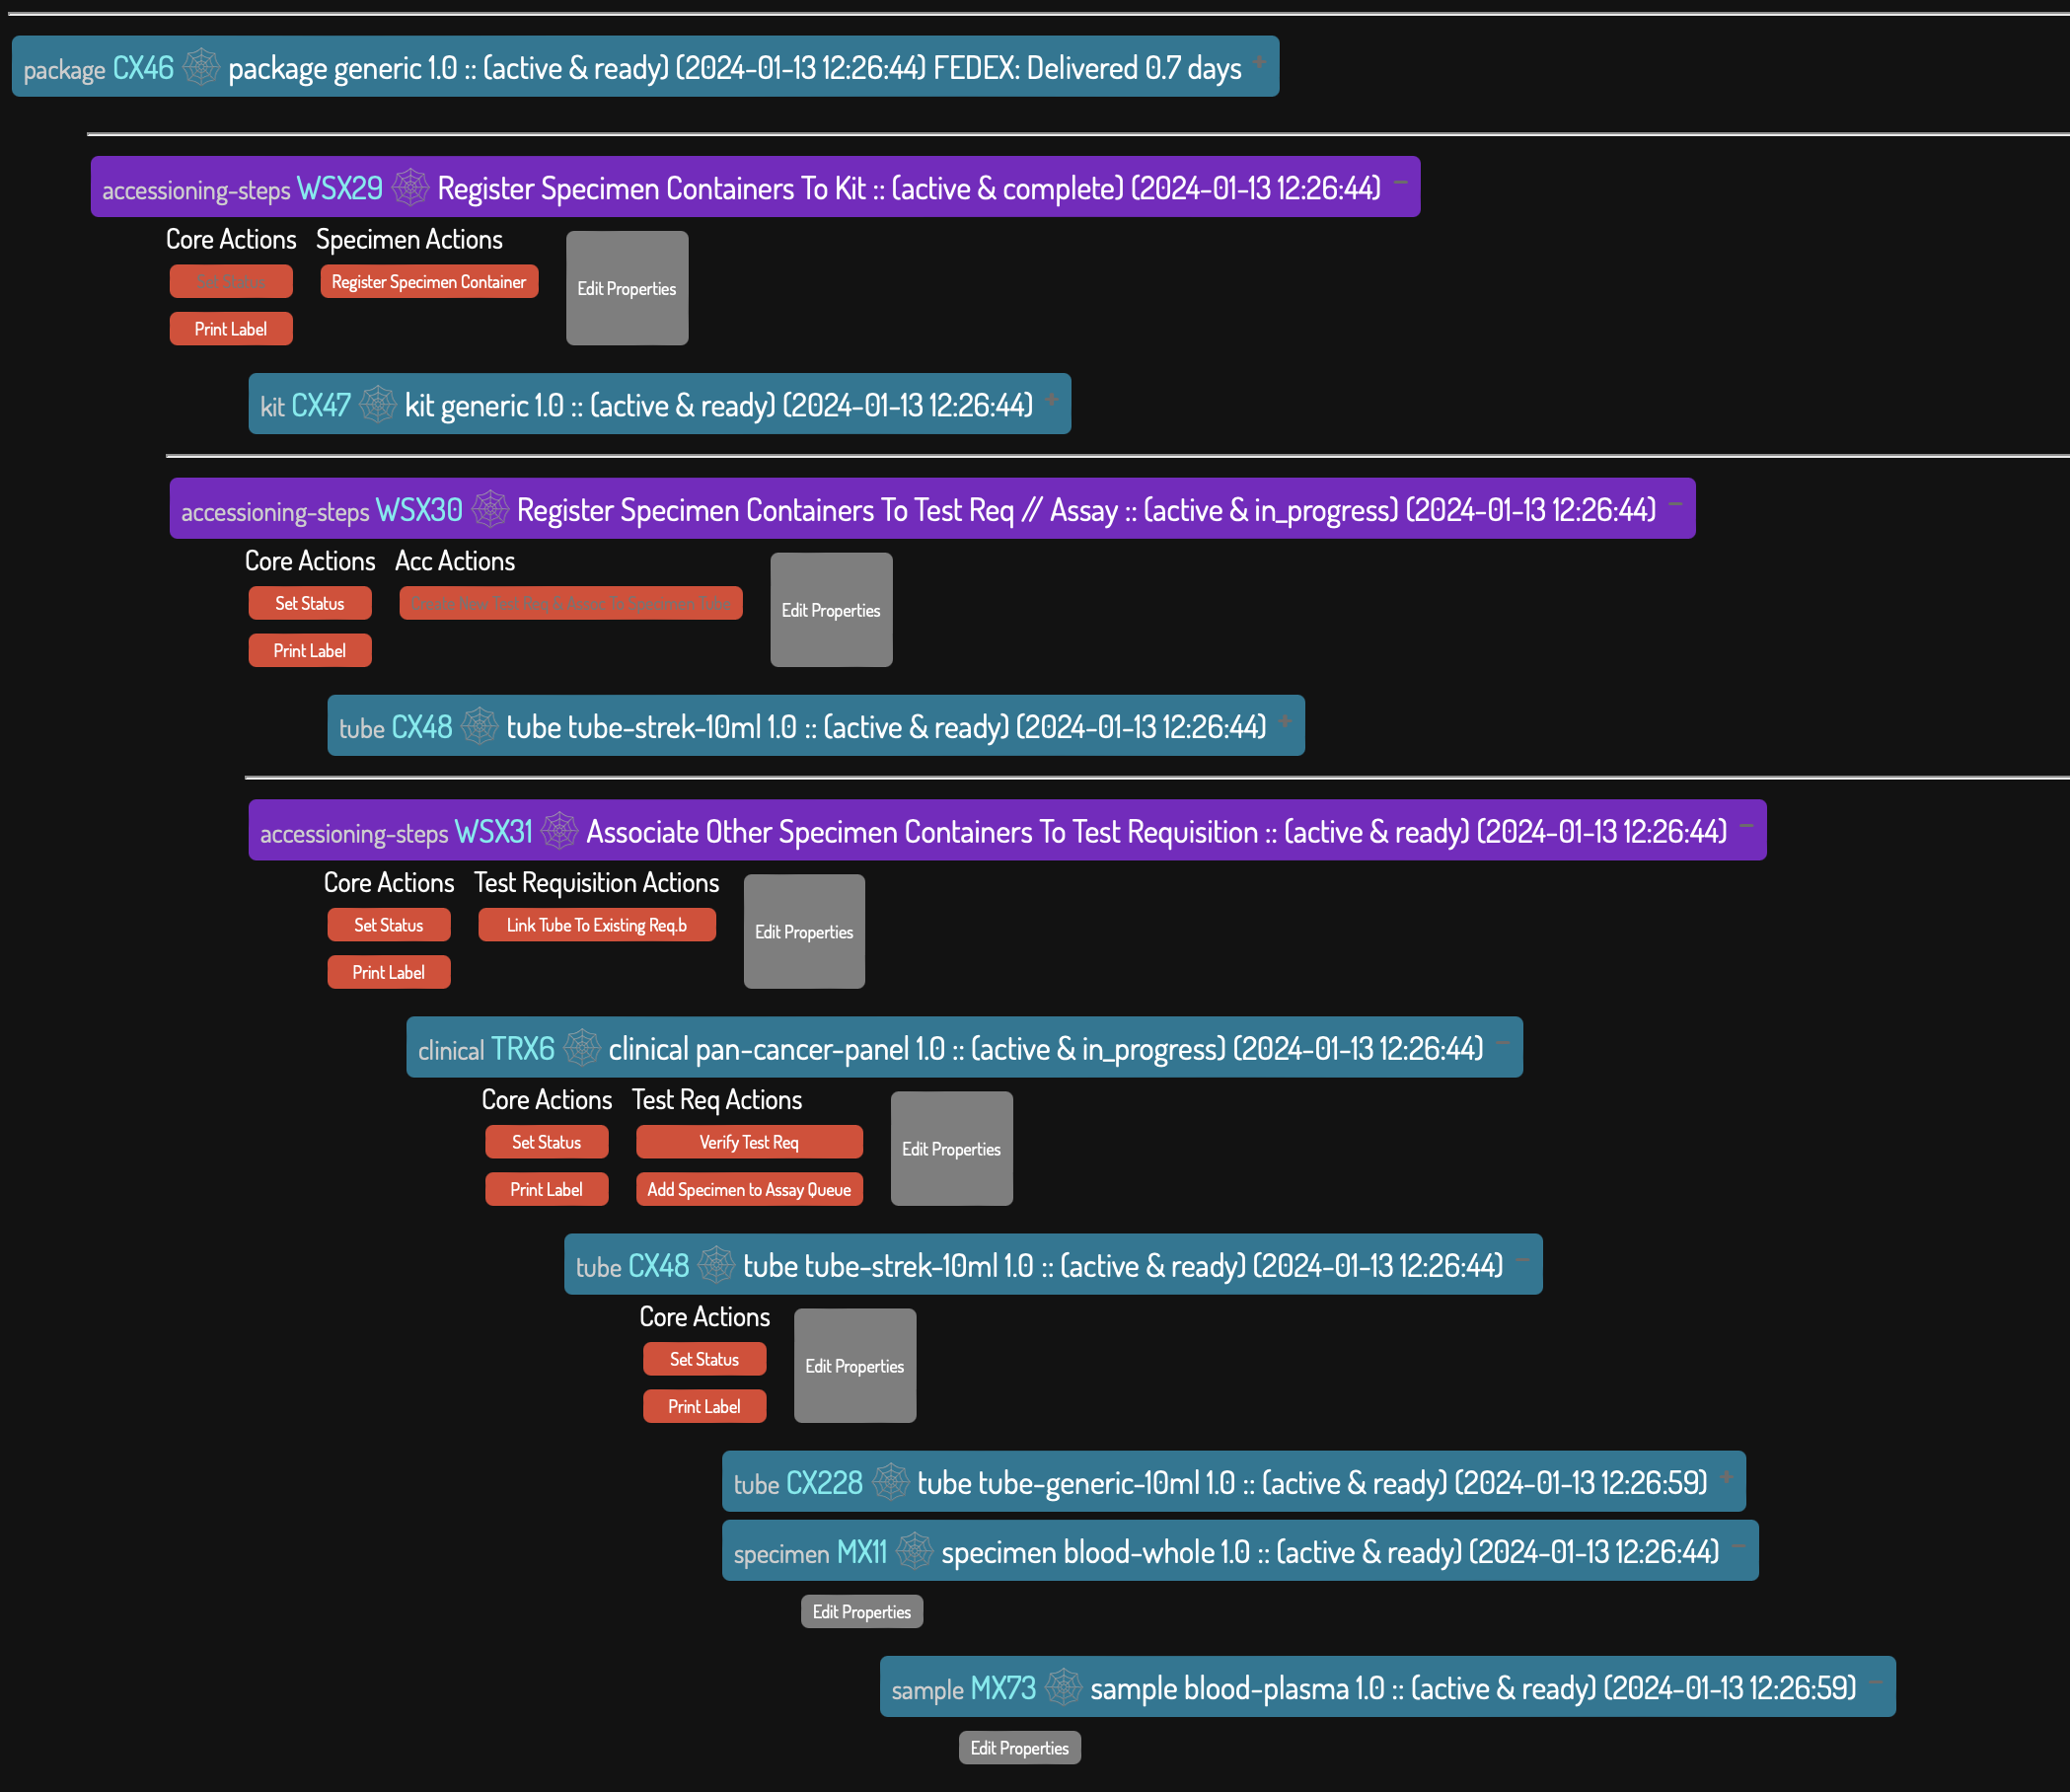 package CX46 package generic 1.0 :: (active & ready) (2024-01-13 12:26:44) FEDEX: Delivered 0.7 days +
accessioning-steps WSX29 Register Specimen Containers To Kit :: (active & complete) (2024-01-13 12:26:44) -
Core Actions Specimen Actions
Set Status Register Specimen Container Edit Properties
Print Label
kit CX47 kit generic 1.0 :: (active & ready) (2024-01-13 12:26:44) +
accessioning-steps WSX30 Register Specimen Containers To Test Req // Assay :: (active & in_progress) (2024-01-13 12:26:44) -
Core Actions Acc Actions
Set Status Create New Test Req & Assoc To Specimen Tube Edit Properties
Print Label
tube CX48 tube tube-strek-10ml 1.0 :: (active & ready) (2024-01-13 12:26:44) +
accessioning-steps WSX31 Associate Other Specimen Containers To Test Requisition :: (active & ready) (2024-01-13 12:26:44) -
Core Actions Test Requisition Actions
Set Status Link Tube To Existing Req.b Edit Properties
Print Label
clinical TRX6 clinical pan-cancer-panel 1.0 :: (active & in_progress) (2024-01-13 12:26:44) -
Core Actions Test Req Actions
Set Status Verify Test Req Edit Properties
Print Label Add Specimen to Assay Queue
tube CX48 tube tube-strek-10ml 1.0 :: (active & ready) (2024-01-13 12:26:44) -
Core Actions
Set Status Edit Properties
Print Label
tube CX228 tube tube-generic-10ml 1.0 :: (active & ready) (2024-01-13 12:26:59) +
specimen MX11 specimen blood-whole 1.0 :: (active & ready) (2024-01-13 12:26:44) -
Edit Properties
sample MX73 sample blood-plasma 1.0 :: (active & ready) (2024-01-13 12:26:59) -
Edit Properties